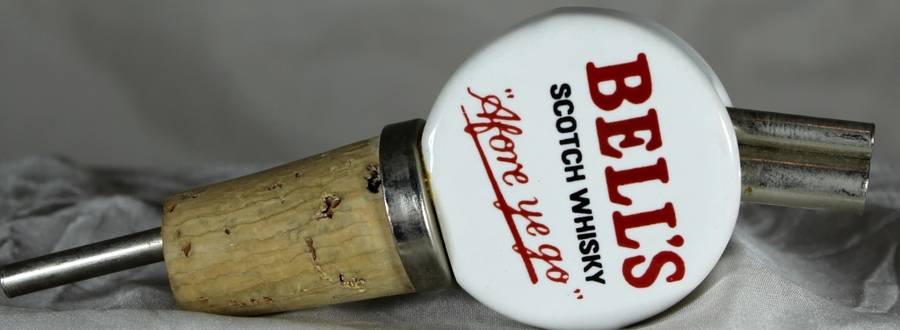 BELL'S
SCOTCH WHISKY
"Afore ye go"